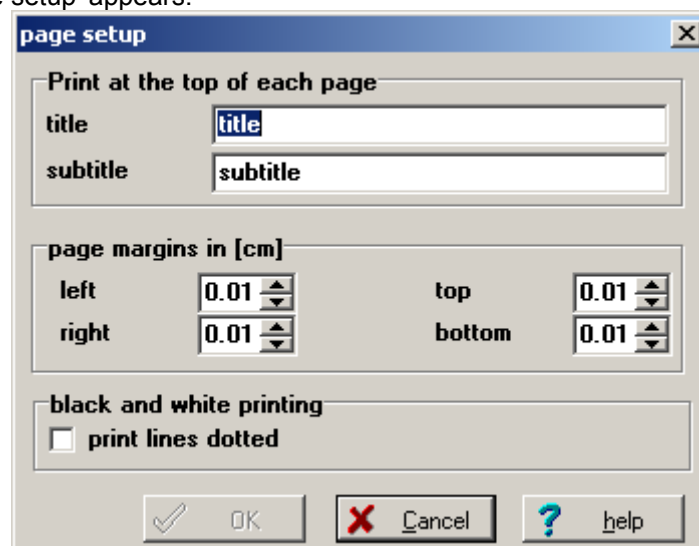 setup appears.
page setup
Print at the top of each page
title title
subtitle subtitle
page margins in [cm]
left 0.01 top 0.01
right 0.01 bottom 0.01
black and white printing
print lines dotted
OK Cancel help